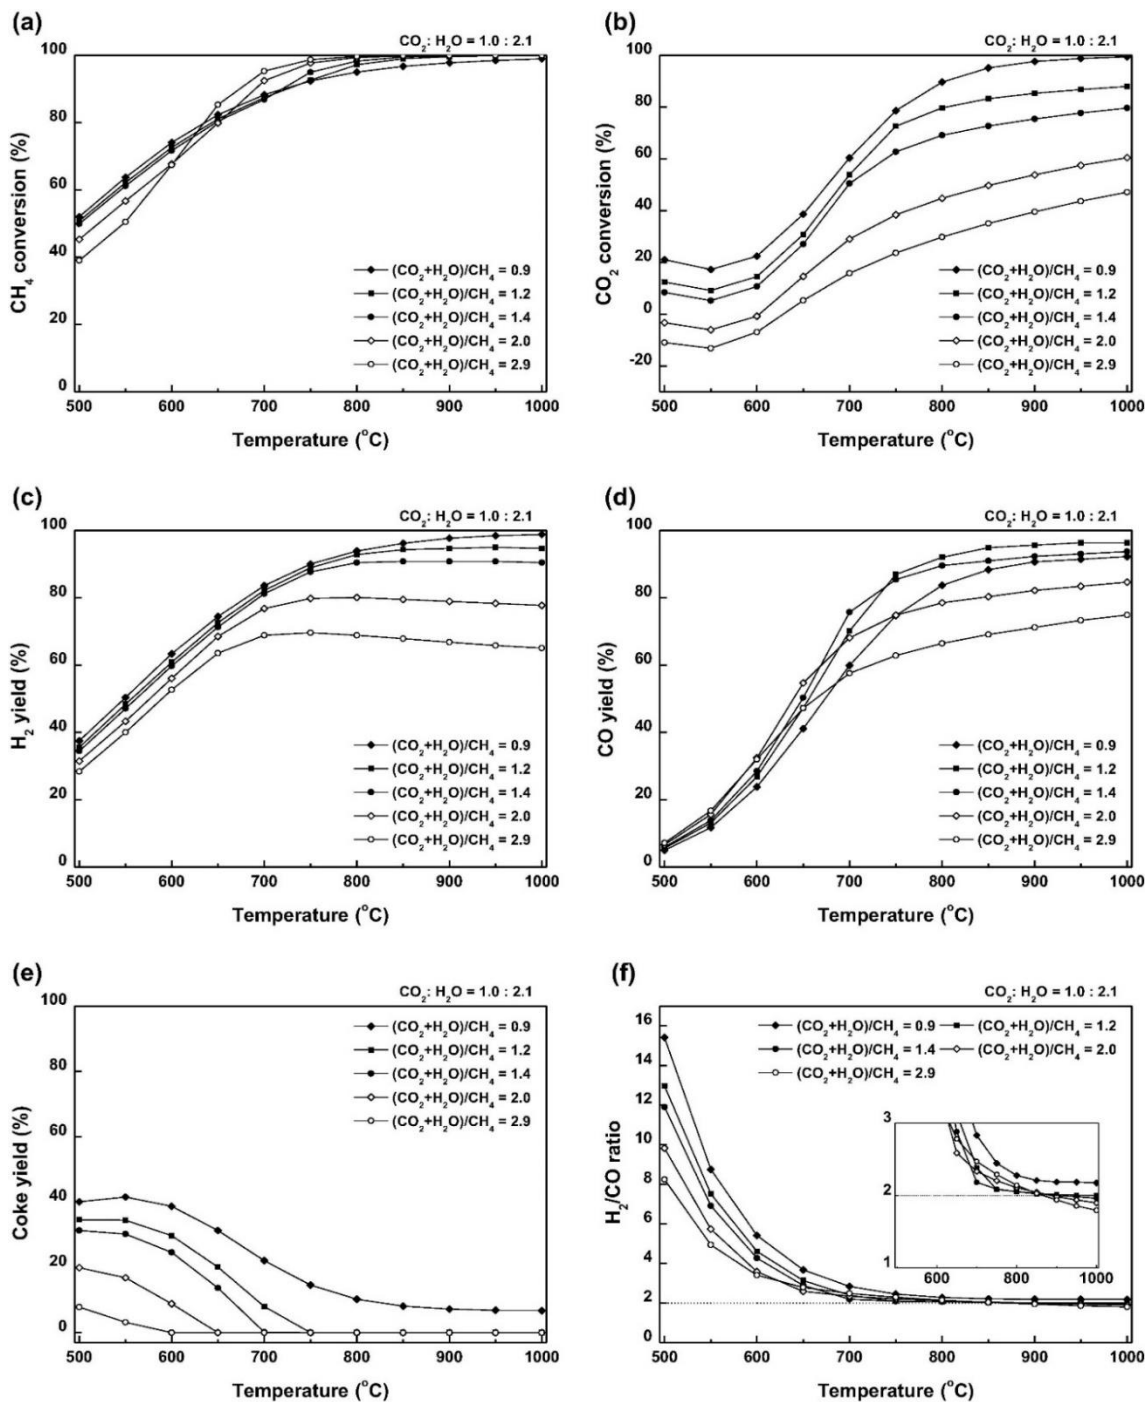 (a)
CO₂: H₂O = 1.0 : 2.1
100
80
60
40
20
0
CH₄ conversion (%)
(CO₂+H₂O)/CH₄ = 0.9
(CO₂+H₂O)/CH₄ = 1.2
(CO₂+H₂O)/CH₄ = 1.4
(CO₂+H₂O)/CH₄ = 2.0
(CO₂+H₂O)/CH₄ = 2.9
500 600 700 800 900 1000
Temperature (°C)
(b)
CO₂: H₂O = 1.0 : 2.1
100
80
60
40
20
0
-20
CO₂ conversion (%)
(CO₂+H₂O)/CH₄ = 0.9
(CO₂+H₂O)/CH₄ = 1.2
(CO₂+H₂O)/CH₄ = 1.4
(CO₂+H₂O)/CH₄ = 2.0
(CO₂+H₂O)/CH₄ = 2.9
500 600 700 800 900 1000
Temperature (°C)
(c)
CO₂: H₂O = 1.0 : 2.1
100
80
60
40
20
0
H₂ yield (%)
(CO₂+H₂O)/CH₄ = 0.9
(CO₂+H₂O)/CH₄ = 1.2
(CO₂+H₂O)/CH₄ = 1.4
(CO₂+H₂O)/CH₄ = 2.0
(CO₂+H₂O)/CH₄ = 2.9
500 600 700 800 900 1000
Temperature (°C)
(d)
CO₂: H₂O = 1.0 : 2.1
100
80
60
40
20
0
CO yield (%)
(CO₂+H₂O)/CH₄ = 0.9
(CO₂+H₂O)/CH₄ = 1.2
(CO₂+H₂O)/CH₄ = 1.4
(CO₂+H₂O)/CH₄ = 2.0
(CO₂+H₂O)/CH₄ = 2.9
500 600 700 800 900 1000
Temperature (°C)
(e)
CO₂: H₂O = 1.0 : 2.1
100
80
60
40
20
0
Coke yield (%)
(CO₂+H₂O)/CH₄ = 0.9
(CO₂+H₂O)/CH₄ = 1.2
(CO₂+H₂O)/CH₄ = 1.4
(CO₂+H₂O)/CH₄ = 2.0
(CO₂+H₂O)/CH₄ = 2.9
500 600 700 800 900 1000
Temperature (°C)
(f)
CO₂: H₂O = 1.0 : 2.1
16
14
12
10
8
6
4
2
0
H₂/CO ratio
(CO₂+H₂O)/CH₄ = 0.9 (CO₂+H₂O)/CH₄ = 1.2
(CO₂+H₂O)/CH₄ = 1.4 (CO₂+H₂O)/CH₄ = 2.0
(CO₂+H₂O)/CH₄ = 2.9
3
2
1
600 800 1000
500 600 700 800 900 1000
Temperature (°C)